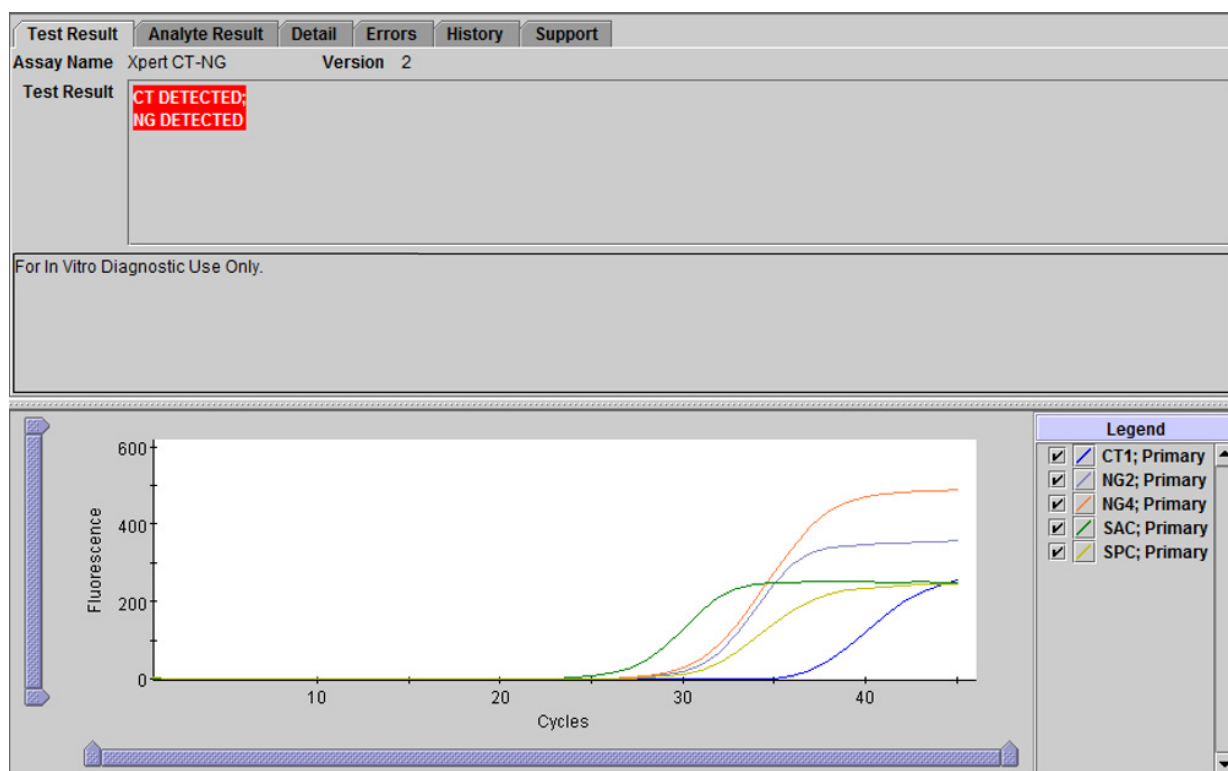 Test Result Analyte Result Detail Errors History Support
Assay Name Xpert CT-NG Version 2
Test Result CT DETECTED;
NG DETECTED
For In Vitro Diagnostic Use Only.
600
400
200
0
Fluorescence
10 20 30 40
Cycles
Legend
CT1; Primary
NG2; Primary
NG4; Primary
SAC; Primary
SPC; Primary